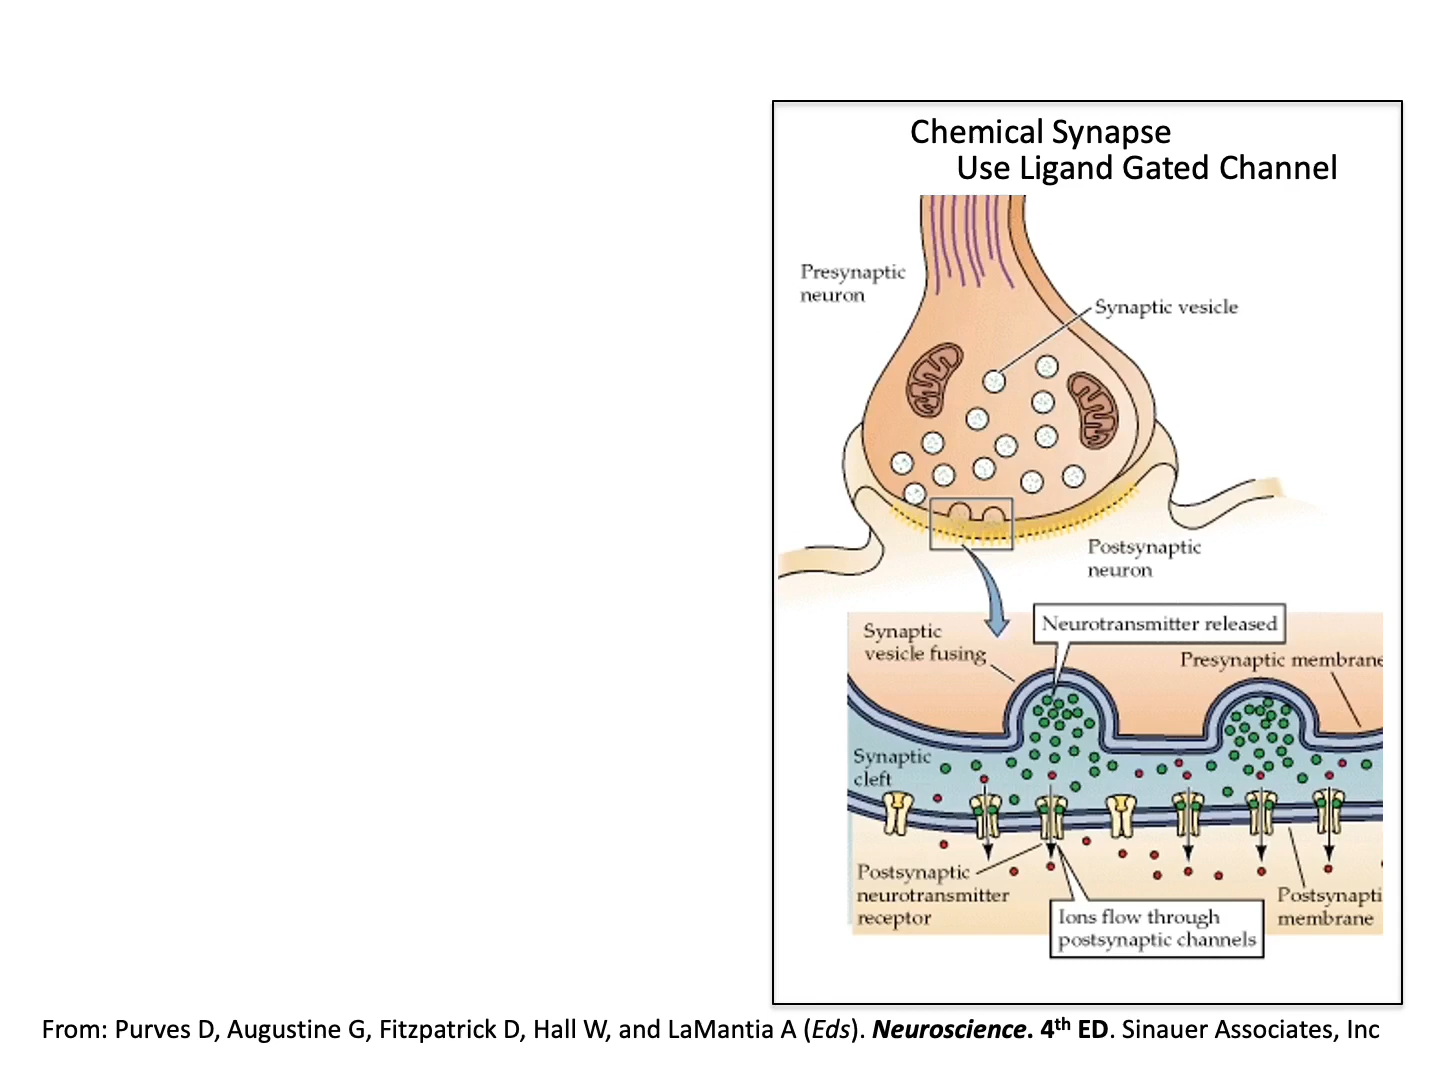 Chemical Synapse
Use Ligand Gated Channel
Presynaptic
neuron
Synaptic vesicle
Postsynaptic
neuron
Neurotransmitter released
Synaptic
vesicle fusing
Presynaptic membrane
Synaptic
cleft
Postsynaptic
neurotransmitter
receptor
Ions flow through
postsynaptic channels
Postsynapti
membrane
From: Purves D, Augustine G, Fitzpatrick D, Hall W, and LaMantia A (Eds). Neuroscience. 4th ED. Sinauer Associates, Inc